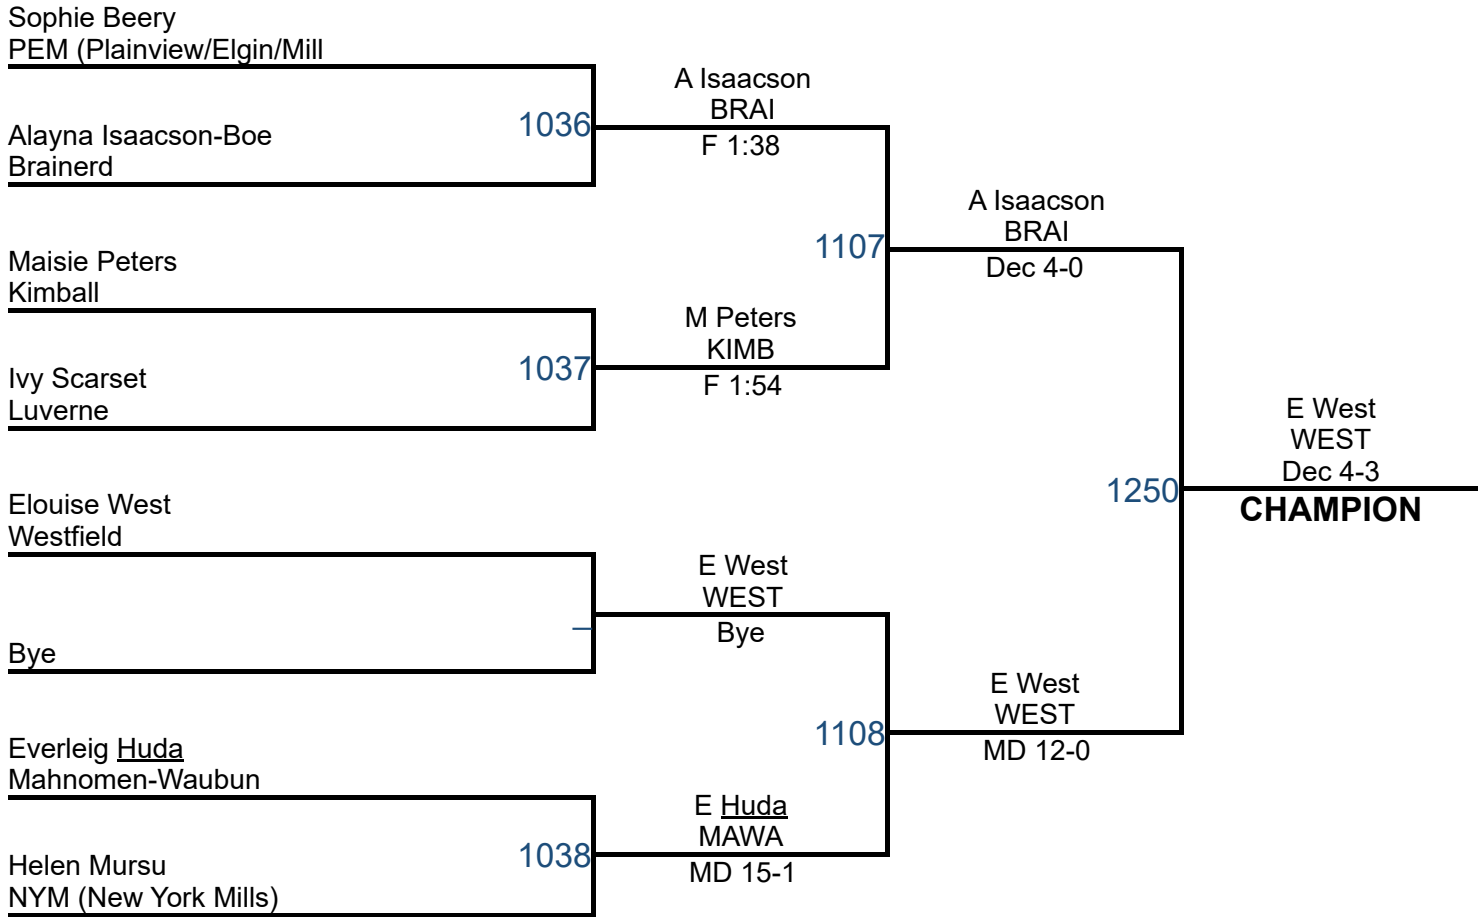 Sophie Beery
PEM (Plainview/Elgin/Mill
Alayna Isaacson-Boe
Brainerd
1036
A Isaacson
BRAI
F 1:38
Maisie Peters
Kimball
Ivy Scarset
Luverne
1037
M Peters
KIMB
F 1:54
1107
A Isaacson
BRAI
Dec 4-0
Elouise West
Westfield
Bye
–
E West
WEST
Bye
Everleig Huda
Mahnomen-Waubun
Helen Mursu
NYM (New York Mills)
1038
E Huda
MAWA
MD 15-1
1108
E West
WEST
MD 12-0
1250
E West
WEST
Dec 4-3
CHAMPION